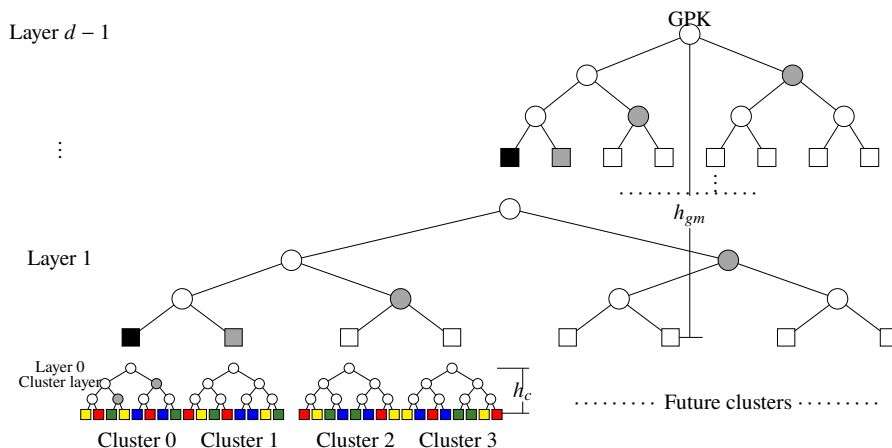 GPK
Layer d − 1
⋮
⋮
h_gm
Layer 1
Layer 0
Cluster layer
h_c
Future clusters
Cluster 0
Cluster 1
Cluster 2
Cluster 3